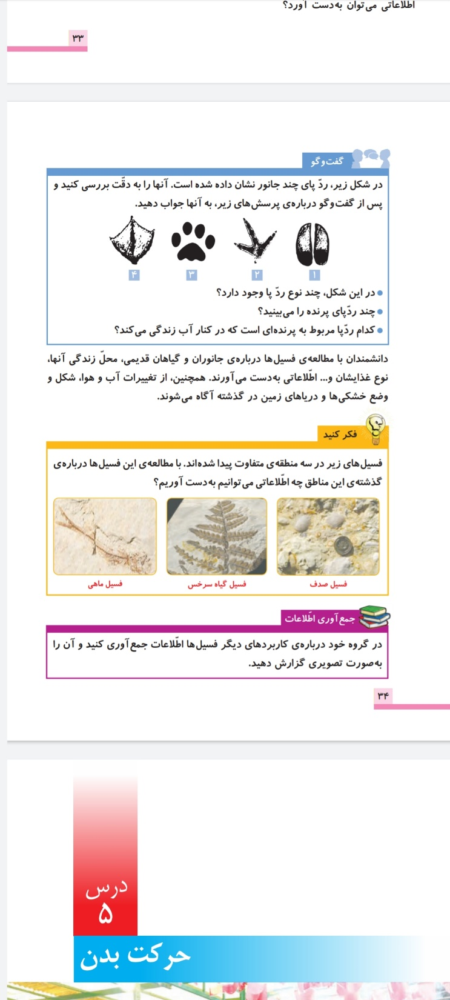 اطلاعاتی می‌توان به‌دست آورد؟
۳۳
گفت‌و‌گو
در شکل زیر، ردّ پای چند جانور نشان داده شده است. آنها را به دقّت بررسی کنید و
پس از گفت‌وگو درباره‌ی پرسش‌های زیر، به آنها جواب دهید.
۱
۲
۳
۴
● در این شکل، چند نوع ردّ پا وجود دارد؟
● چند ردّپای پرنده را می‌بینید؟
● کدام ردّپا مربوط به پرنده‌ای است که در کنار آب زندگی می‌کند؟
دانشمندان با مطالعه‌ی فسیل‌ها درباره‌ی جانوران و گیاهان قدیمی، محلّ زندگی آنها،
نوع غذایشان و... اطّلاعاتی به‌دست می‌آورند. همچنین، از تغییرات آب و هوا، شکل و
وضع خشکی‌ها و دریاهای زمین در گذشته آگاه می‌شوند.
فکر کنید
فسیل‌های زیر در سه منطقه‌ی متفاوت پیدا شده‌اند. با مطالعه‌ی این فسیل‌ها درباره‌ی
گذشته‌ی این مناطق چه اطّلاعاتی می‌توانیم به‌دست آوریم؟
فسیل صدف
فسیل گیاه سرخس
فسیل ماهی
جمع‌آوری اطّلاعات
در گروه خود درباره‌ی کاربردهای دیگر فسیل‌ها اطّلاعات جمع‌آوری کنید و آن را
به‌صورت تصویری گزارش دهید.
۳۴
درس
۵
حرکت بدن